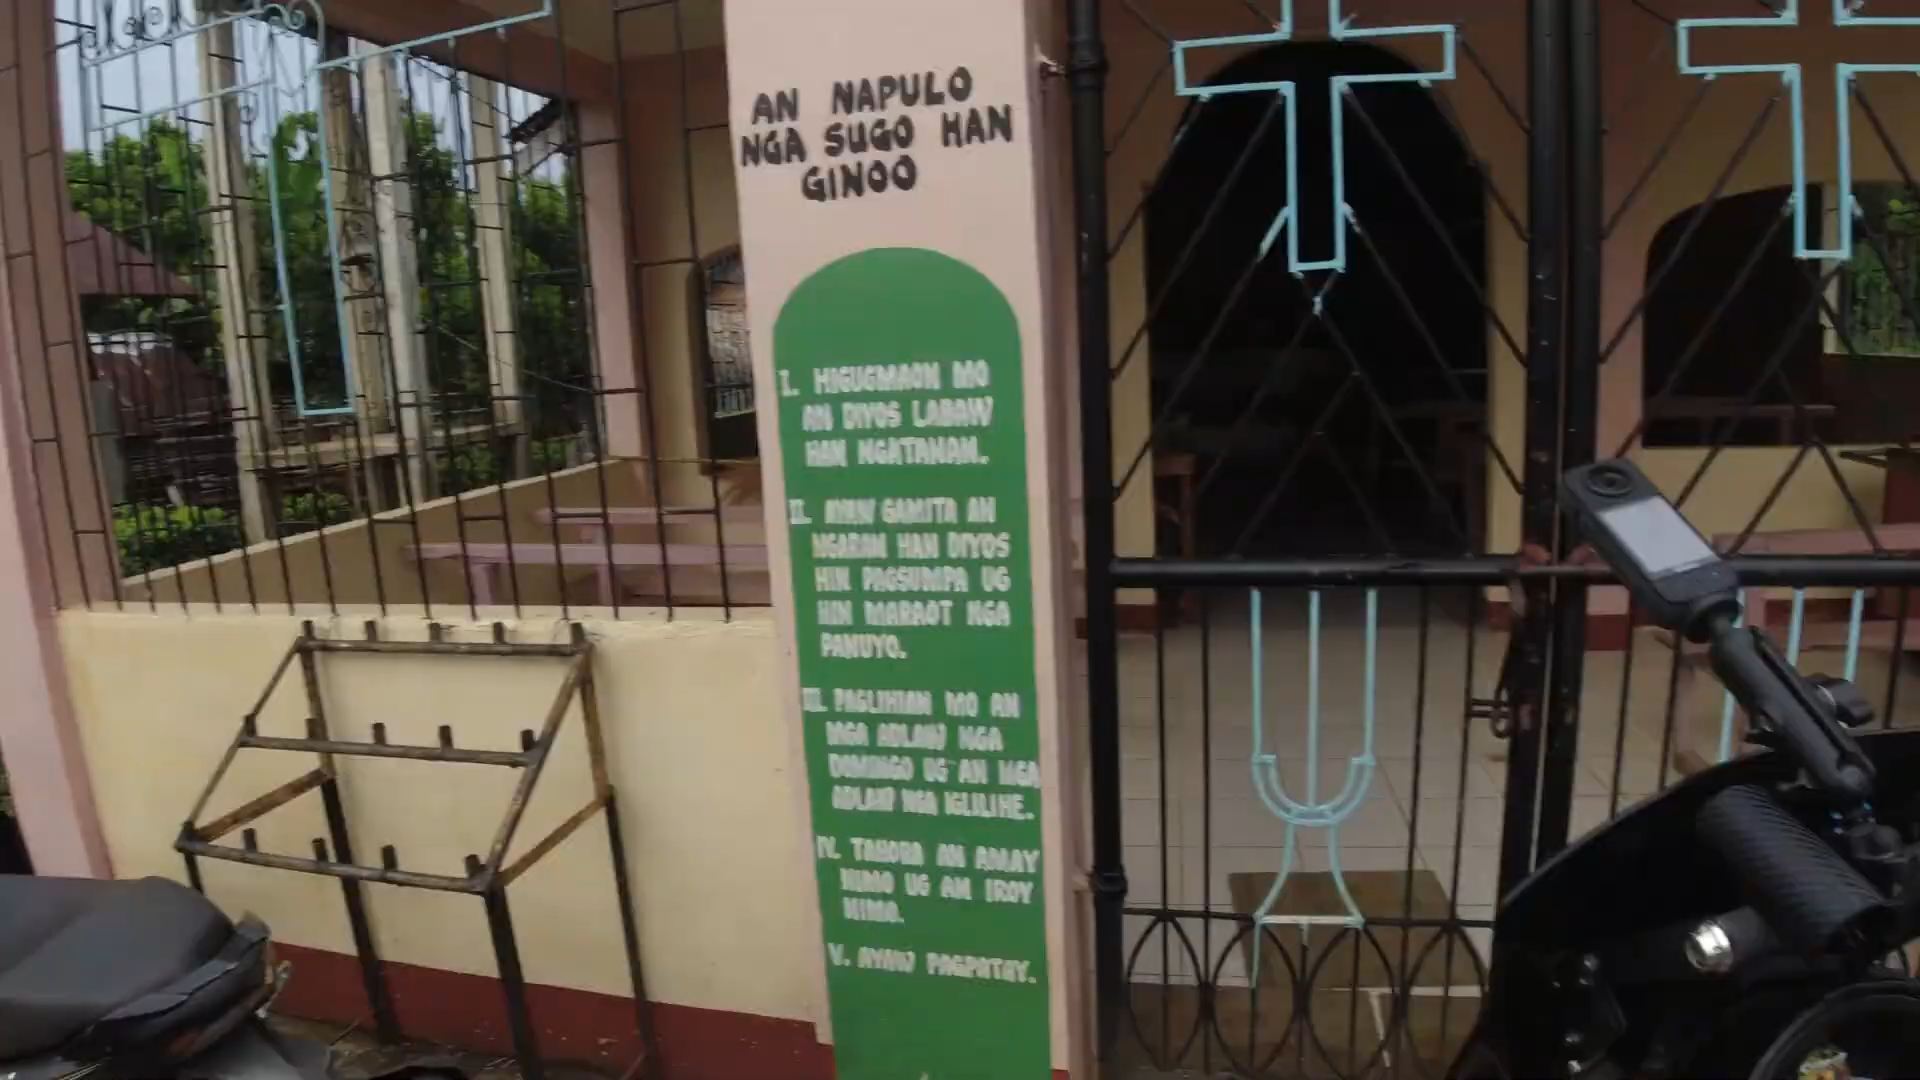 AN NAPULO
NGA SUGO HAN
GINOO
I. HIGUGMAON MO
AN DIYOS LABAW
HAN NGATANAN.
II. AYAW GAMITA AN
NGARAN HAN DIYOS
HIN PAGSUMPA UG
HIN MARAOT NGA
PANUYO.
III. PAGLIHIAN MO AN
MGA ADLAW NGA
DOMINGO UG AN MGA
ADLAW NGA IGLILIHE.
IV. TAHORA AN AMAY
NIMO UG AN IROY
NIMO.
V. AYAW PAGPATAY.